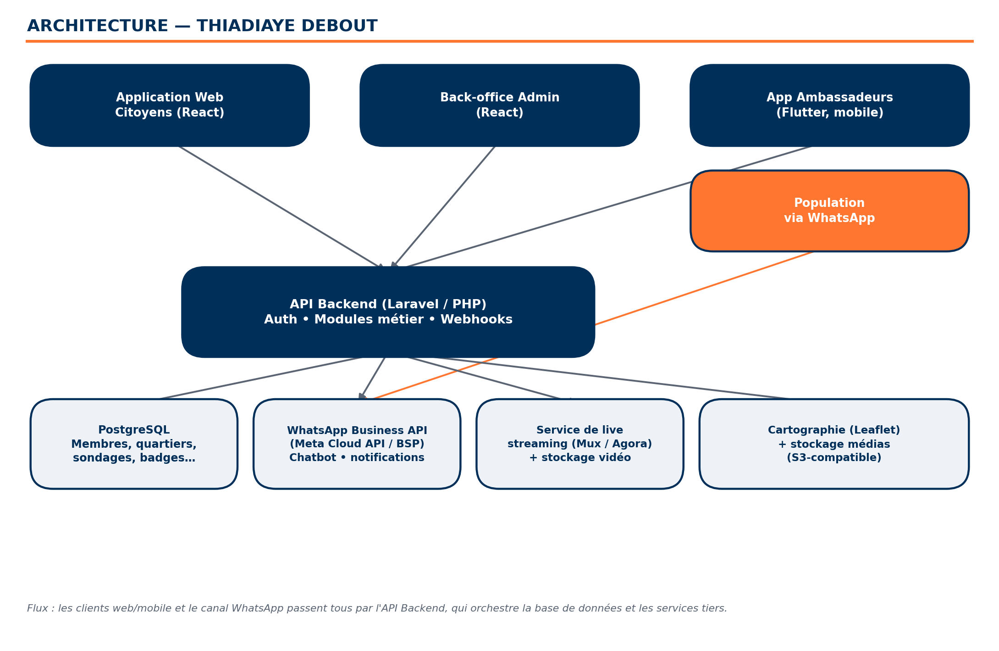 ARCHITECTURE — THIADIAYE DEBOUT
Application Web
Citoyens (React)
Back-office Admin
(React)
App Ambassadeurs
(Flutter, mobile)
Population
via WhatsApp
API Backend (Laravel / PHP)
Auth • Modules métier • Webhooks
PostgreSQL
Membres, quartiers,
sondages, badges…
WhatsApp Business API
(Meta Cloud API / BSP)
Chatbot • notifications
Service de live
streaming (Mux / Agora)
+ stockage vidéo
Cartographie (Leaflet)
+ stockage médias
(S3-compatible)
Flux : les clients web/mobile et le canal WhatsApp passent tous par l'API Backend, qui orchestre la base de données et les services tiers.